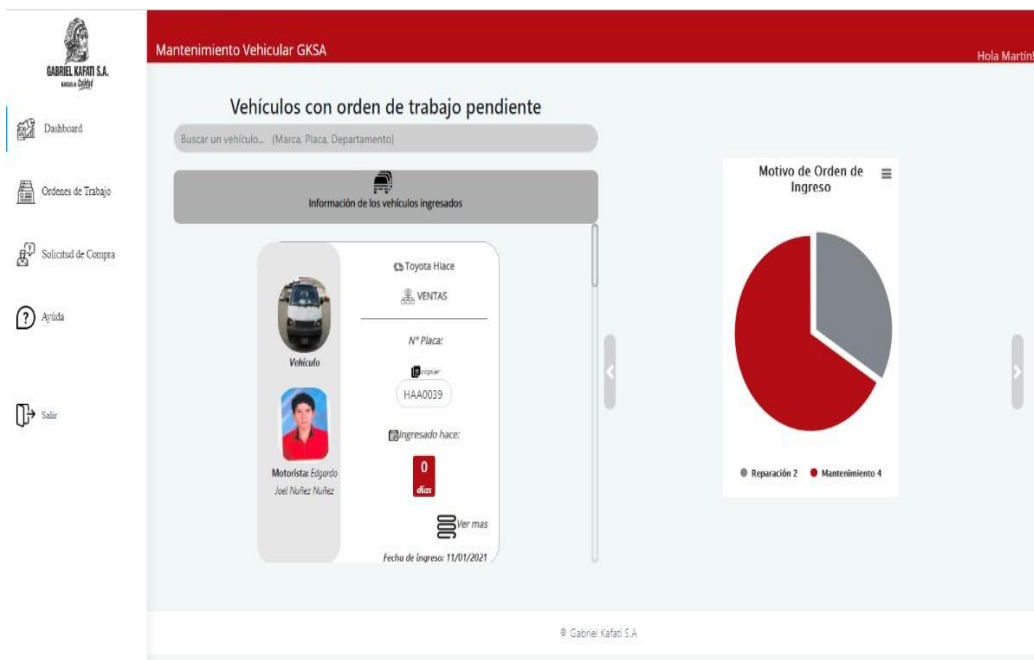 GABRIEL KAFATI S.A.
Calidad
Dashboard
Ordenes de Trabajo
Solicitud de Compra
Ayúda
Salir
Mantenimiento Vehicular GKSA
Hola Martín!
Vehículos con orden de trabajo pendiente
Buscar un vehículo... (Marca, Placa, Departamento)
Información de los vehículos ingresados
Vehículo
Motorista: Edgardo
Joel Nuñez Nuñez
Toyota Hiace
VENTAS
N° Placa:
copiar
HAA0039
Ingresado hace:
0
días
Ver mas
Fecha de ingreso: 11/01/2021
Motivo de Orden de
Ingreso
Reparación 2
Mantenimiento 4
® Gabriel Kafati S.A